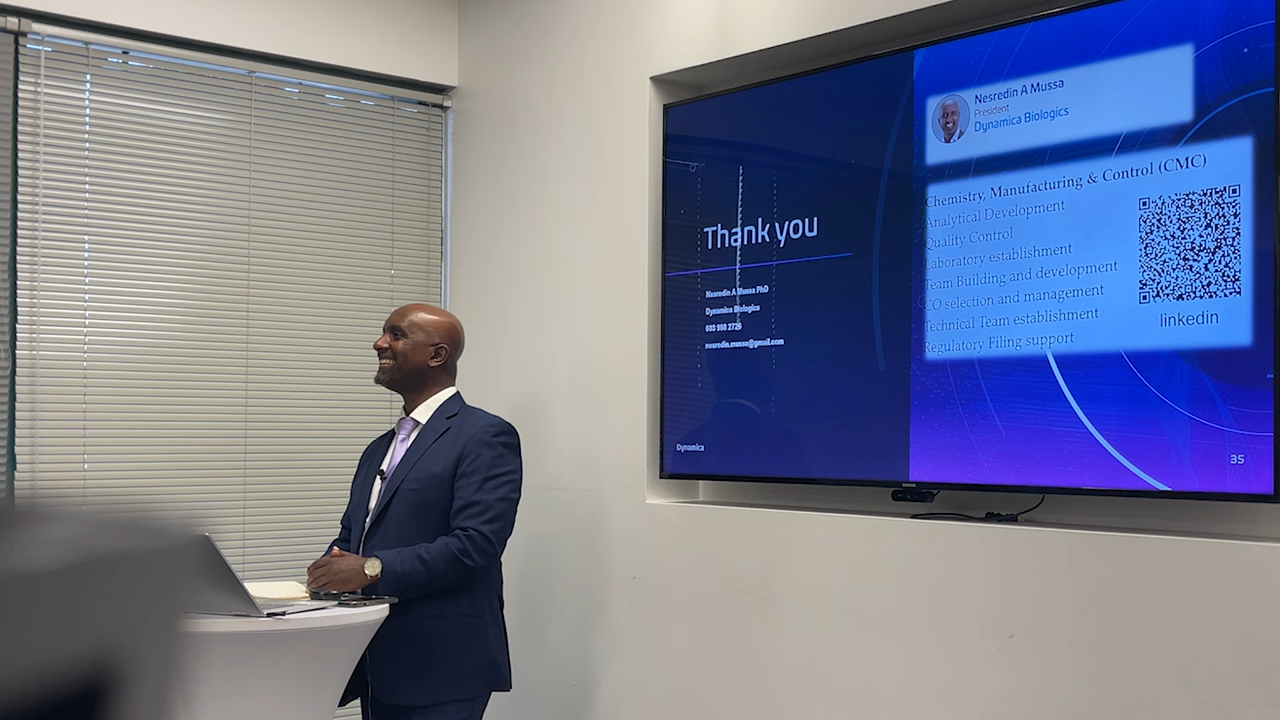 Thank you
Nesredin A Mussa PhD
Dynamica Biologics
603 988 2726
nesredin.mussa@gmail.com
Dynamica
Nesredin A Mussa
President
Dynamica Biologics
Chemistry, Manufacturing & Control (CMC)
Analytical Development
Quality Control
Laboratory establishment
Team Building and development
CO selection and management
Technical Team establishment
Regulatory Filing support
linkedin
35
SAMSUNG